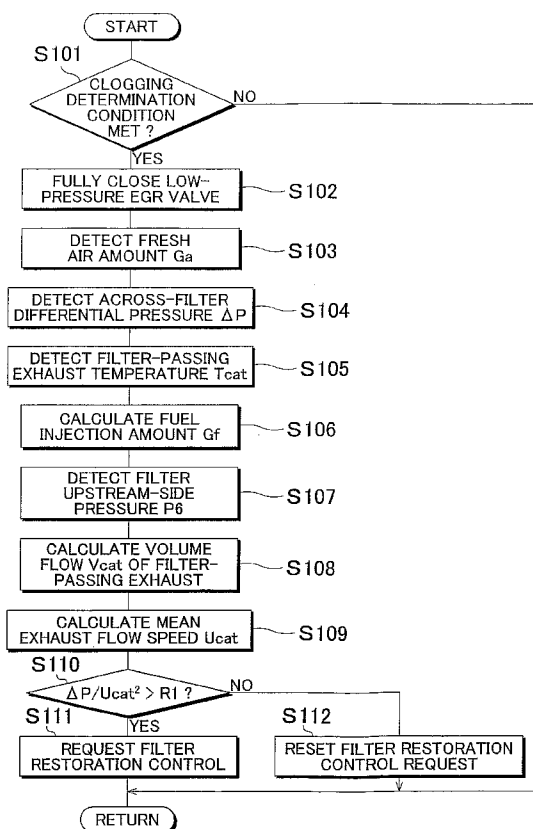 START
S101
CLOGGING
DETERMINATION
CONDITION
MET ?
NO
YES
FULLY CLOSE LOW-
PRESSURE EGR VALVE
S102
DETECT FRESH
AIR AMOUNT Ga
S103
DETECT ACROSS-FILTER
DIFFERENTIAL PRESSURE ΔP
S104
DETECT FILTER-PASSING
EXHAUST TEMPERATURE Tcat
S105
CALCULATE FUEL
INJECTION AMOUNT Gf
S106
DETECT FILTER
UPSTREAM-SIDE
PRESSURE P6
S107
CALCULATE VOLUME
FLOW Vcat OF FILTER-
PASSING EXHAUST
S108
CALCULATE MEAN
EXHAUST FLOW SPEED Ucat
S109
S110
ΔP/Ucat² > R1 ?
NO
YES
S111
REQUEST FILTER
RESTORATION CONTROL
S112
RESET FILTER RESTORATION
CONTROL REQUEST
RETURN